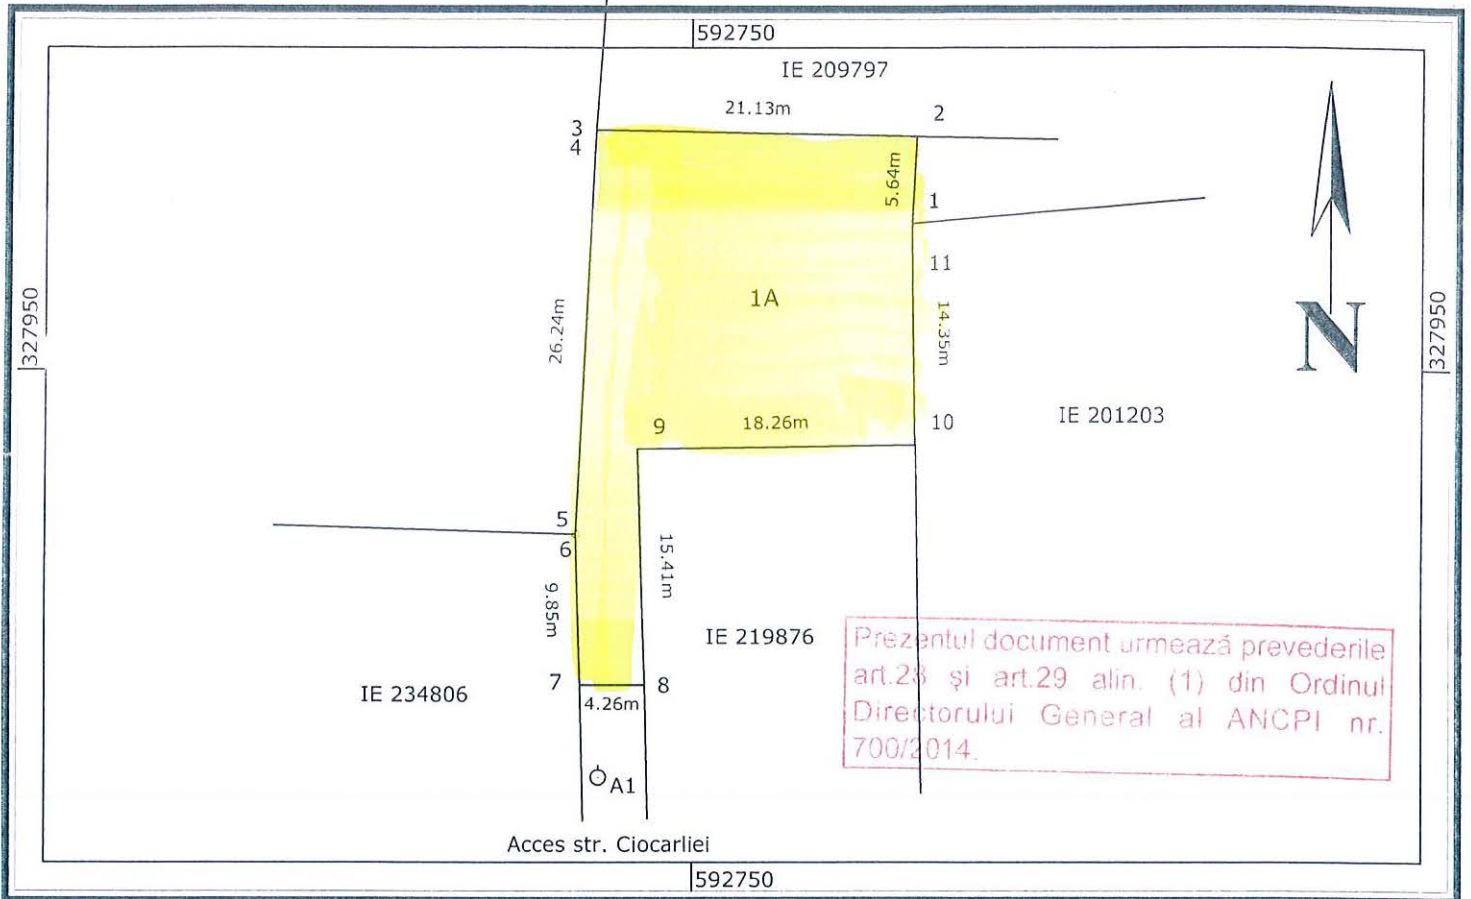 592750
IE 209797
21.13m
2
3
4
5.64m
1
11
1A
327950
26.24m
14.35m
327950
N
9
18.26m
10
IE 201203
5
6
15.41m
9.85m
IE 219876
7
8
IE 234806
4.26m
A1
Acces str. Ciocarliei
592750
Prezentul document urmează prevederile
art.28 și art.29 alin. (1) din Ordinul
Directorului General al ANCPI nr.
700/2014.